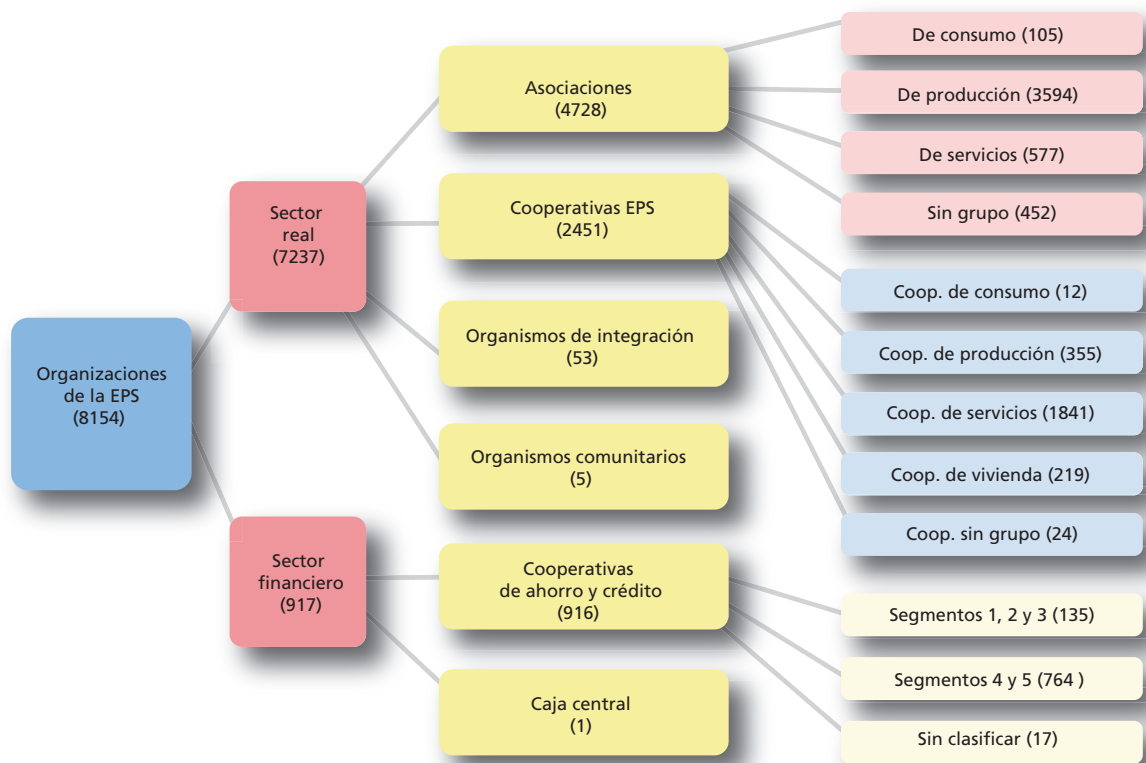 Organizaciones
de la EPS
(8154)
Sector
real
(7237)
Sector
financiero
(917)
Asociaciones
(4728)
Cooperativas EPS
(2451)
Organismos de integración
(53)
Organismos comunitarios
(5)
Cooperativas
de ahorro y crédito
(916)
Caja central
(1)
De consumo (105)
De producción (3594)
De servicios (577)
Sin grupo (452)
Coop. de consumo (12)
Coop. de producción (355)
Coop. de servicios (1841)
Coop. de vivienda (219)
Coop. sin grupo (24)
Segmentos 1, 2 y 3 (135)
Segmentos 4 y 5 (764 )
Sin clasificar (17)